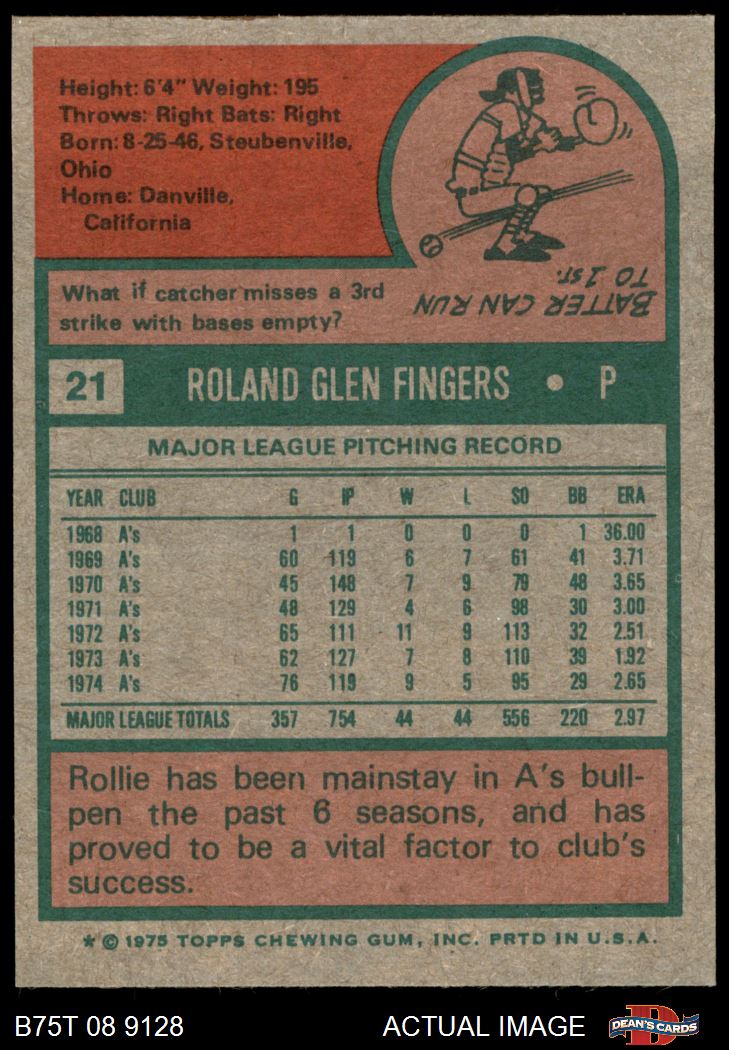 Height: 6'4" Weight: 195
Throws: Right Bats: Right
Born: 8-25-46, Steubenville,
Ohio
Home: Danville,
California
What if catcher misses a 3rd
strike with bases empty?
BATTER CAN RUN
TO 1ST.
21 ROLAND GLEN FINGERS • P
MAJOR LEAGUE PITCHING RECORD
YEAR CLUB G IP W L SO BB ERA
1968 A's 1 1 0 0 0 1 36.00
1969 A's 60 119 6 7 61 41 3.71
1970 A's 45 148 7 9 79 48 3.65
1971 A's 48 129 4 6 98 30 3.00
1972 A's 65 111 11 9 113 32 2.51
1973 A's 62 127 7 8 110 39 1.92
1974 A's 76 119 9 5 95 29 2.65
MAJOR LEAGUE TOTALS 357 754 44 44 556 220 2.97
Rollie has been mainstay in A's bull-
pen the past 6 seasons, and has
proved to be a vital factor to club's
success.
* © 1975 TOPPS CHEWING GUM, INC. PRTD IN U.S.A.
B75T 08 9128 ACTUAL IMAGE D DEAN'S CARDS